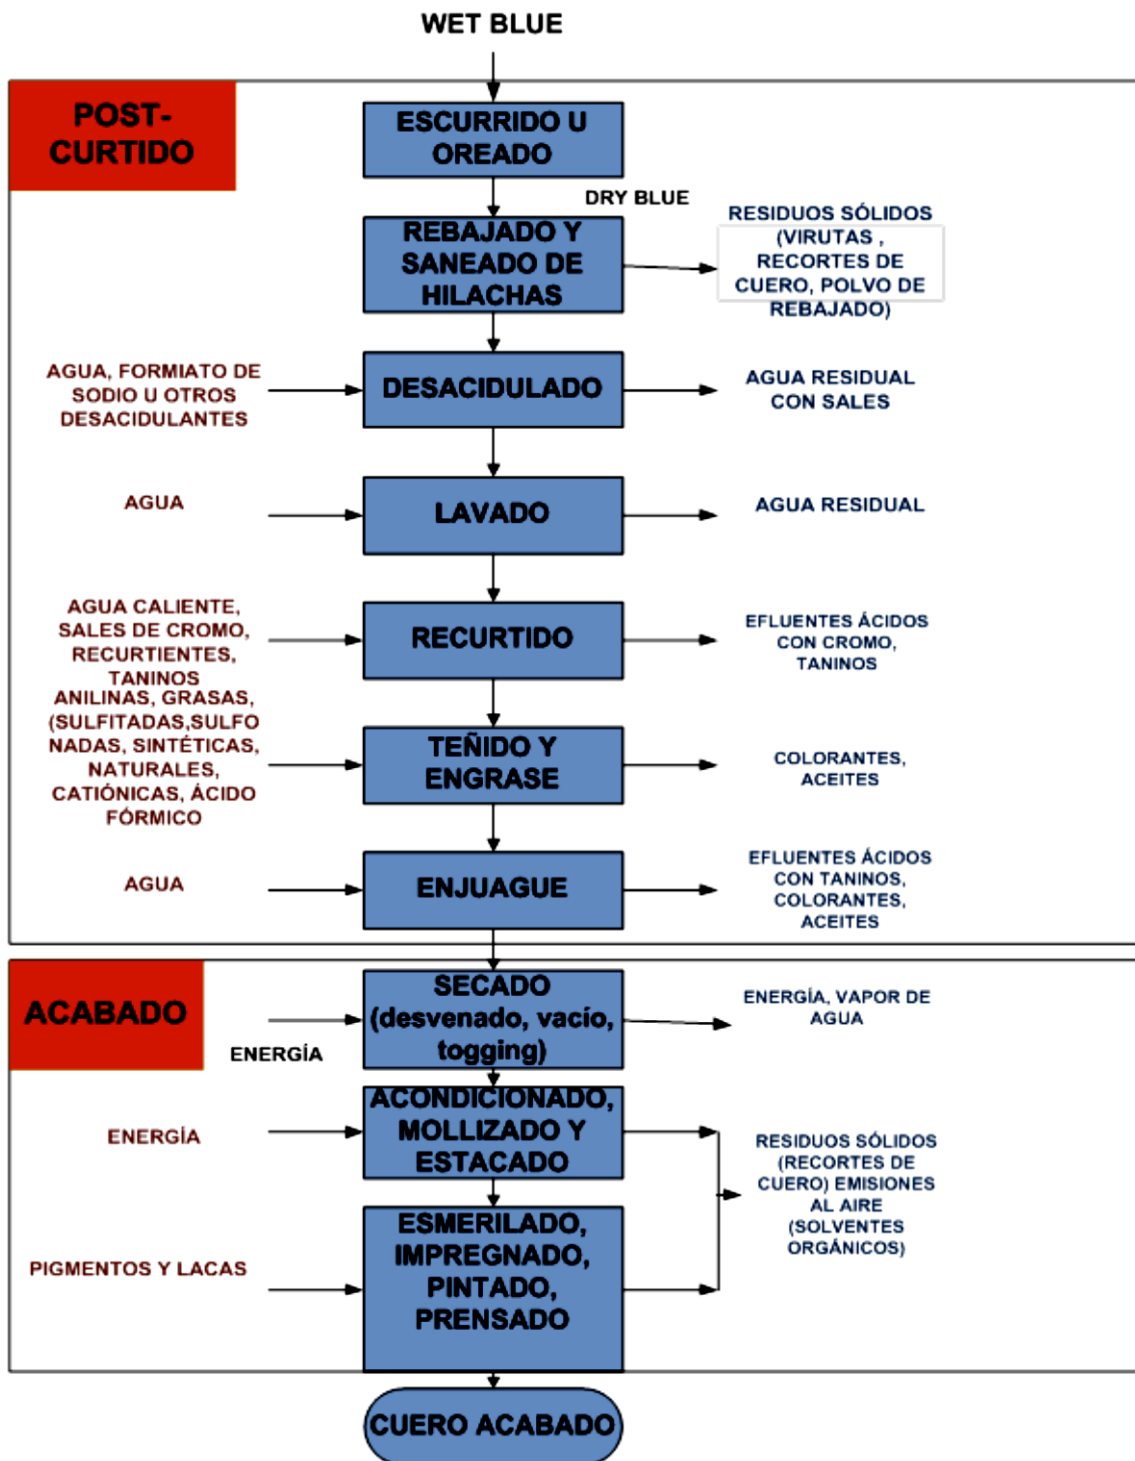 WET BLUE
POST-
CURTIDO
ESCURRIDO U
OREADO
DRY BLUE
REBAJADO Y
SANEADO DE
HILACHAS
RESIDUOS SÓLIDOS
(VIRUTAS ,
RECORTES DE
CUERO, POLVO DE
REBAJADO)
AGUA, FORMIATO DE
SODIO U OTROS
DESACIDULANTES
DESACIDULADO
AGUA RESIDUAL
CON SALES
AGUA
LAVADO
AGUA RESIDUAL
AGUA CALIENTE,
SALES DE CROMO,
RECURTIENTES,
TANINOS
RECURTIDO
EFLUENTES ÁCIDOS
CON CROMO,
TANINOS
ANILINAS, GRASAS,
(SULFITADAS,SULFO
NADAS, SINTÉTICAS,
NATURALES,
CATIÓNICAS, ÁCIDO
FÓRMICO
TEÑIDO Y
ENGRASE
COLORANTES,
ACEITES
AGUA
ENJUAGUE
EFLUENTES ÁCIDOS
CON TANINOS,
COLORANTES,
ACEITES
ACABADO
ENERGÍA
SECADO
(desvenado, vacío,
togging)
ENERGÍA, VAPOR DE
AGUA
ENERGÍA
ACONDICIONADO,
MOLLIZADO Y
ESTACADO
RESIDUOS SÓLIDOS
(RECORTES DE
CUERO) EMISIONES
AL AIRE
(SOLVENTES
ORGÁNICOS)
PIGMENTOS Y LACAS
ESMERILADO,
IMPREGNADO,
PINTADO,
PRENSADO
CUERO ACABADO